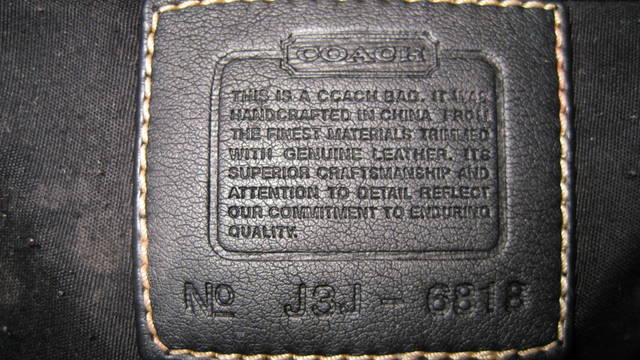 COACH
THIS IS A COACH BAG. IT WAS
HANDCRAFTED IN CHINA FROM
THE FINEST MATERIALS TRIMMED
WITH GENUINE LEATHER. ITS
SUPERIOR CRAFTSMANSHIP AND
ATTENTION TO DETAIL REFLECT
OUR COMMITMENT TO ENDURING
QUALITY.
No J3J - 6818